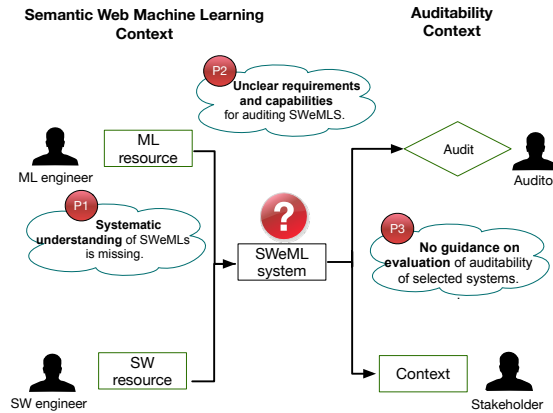 Semantic Web Machine Learning
Context
Auditability
Context
P2
Unclear requirements
and capabilities
for auditing SWeMLS.
ML
resource
ML engineer
Audit
Audito
P1
Systematic
understanding of SWeMLs
is missing.
?
SWeML
system
P3
No guidance on
evaluation of auditability
of selected systems.
.
SW
resource
SW engineer
Context
Stakeholder